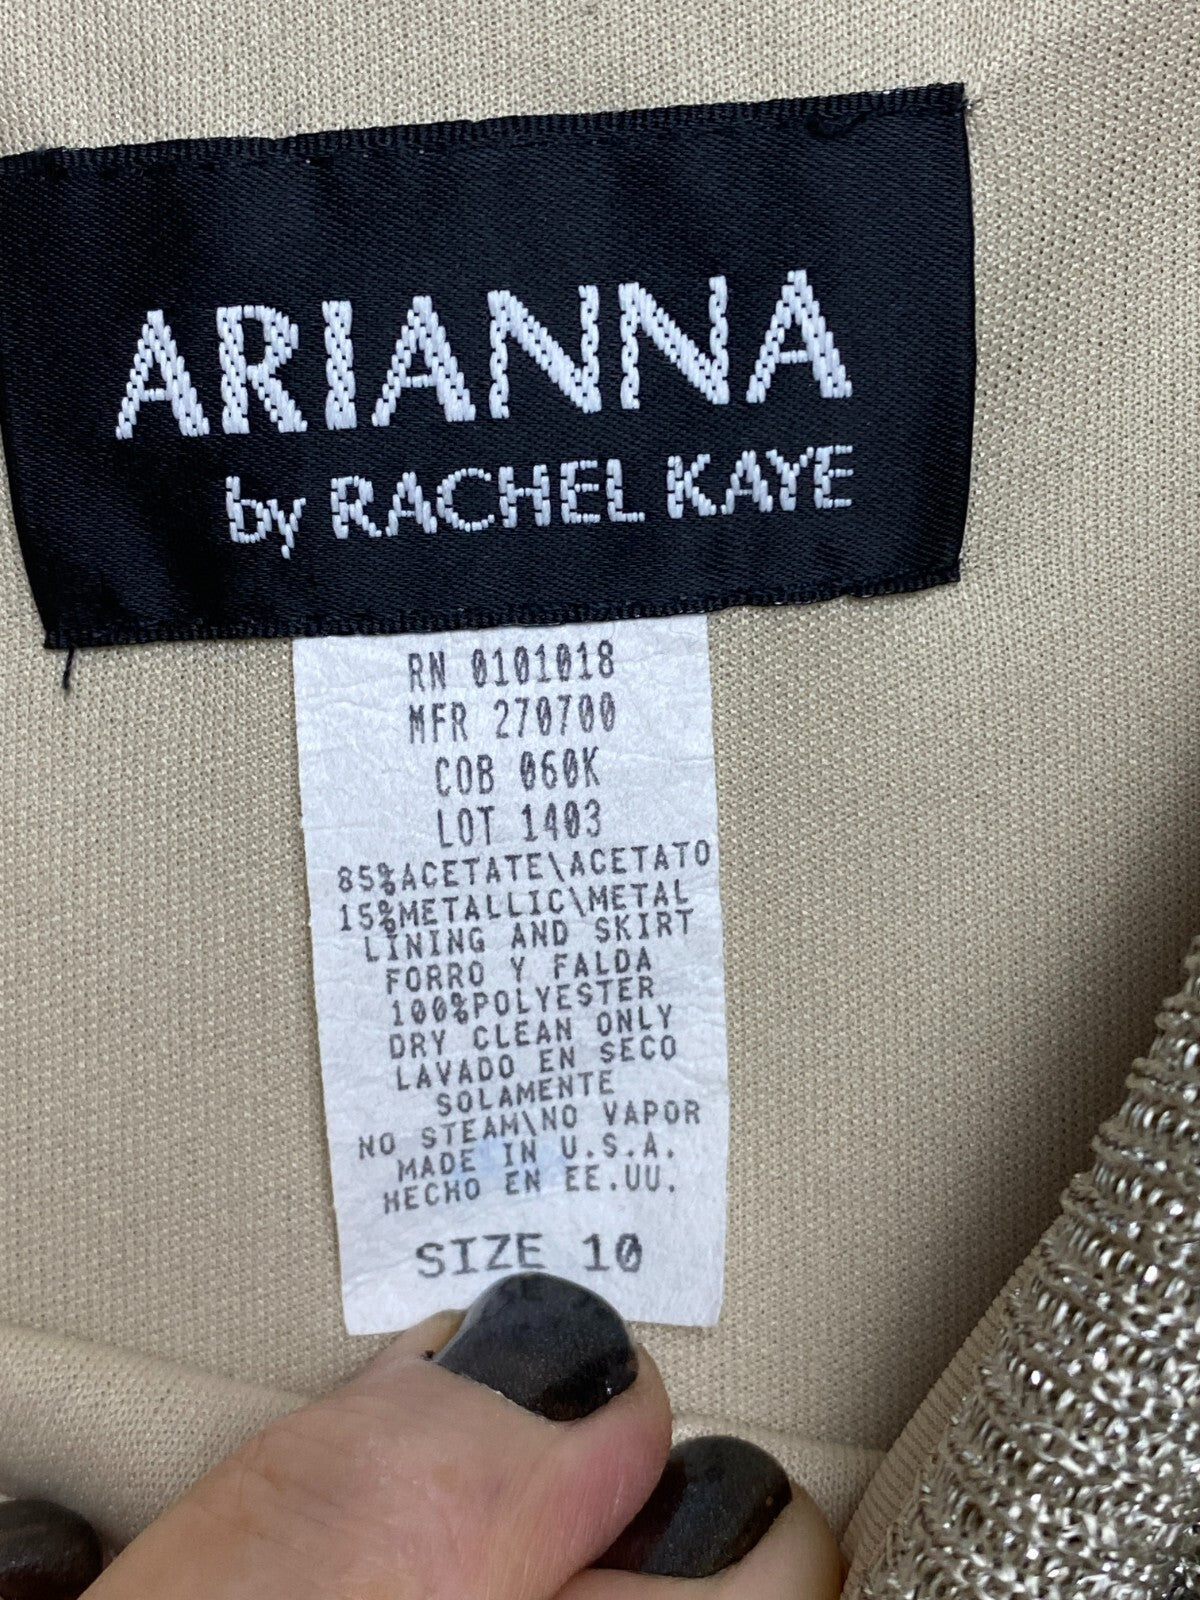 ARIANNA
by RACHEL KAYE
RN 0101018
MFR 270700
COB 060K
LOT 1403
85%ACETATE\ACETATO
15%METALLIC\METAL
LINING AND SKIRT
FORRO Y FALDA
100%POLYESTER
DRY CLEAN ONLY
LAVADO EN SECO
SOLAMENTE
NO STEAM\NO VAPOR
MADE IN U.S.A.
HECHO EN EE.UU.
SIZE 10